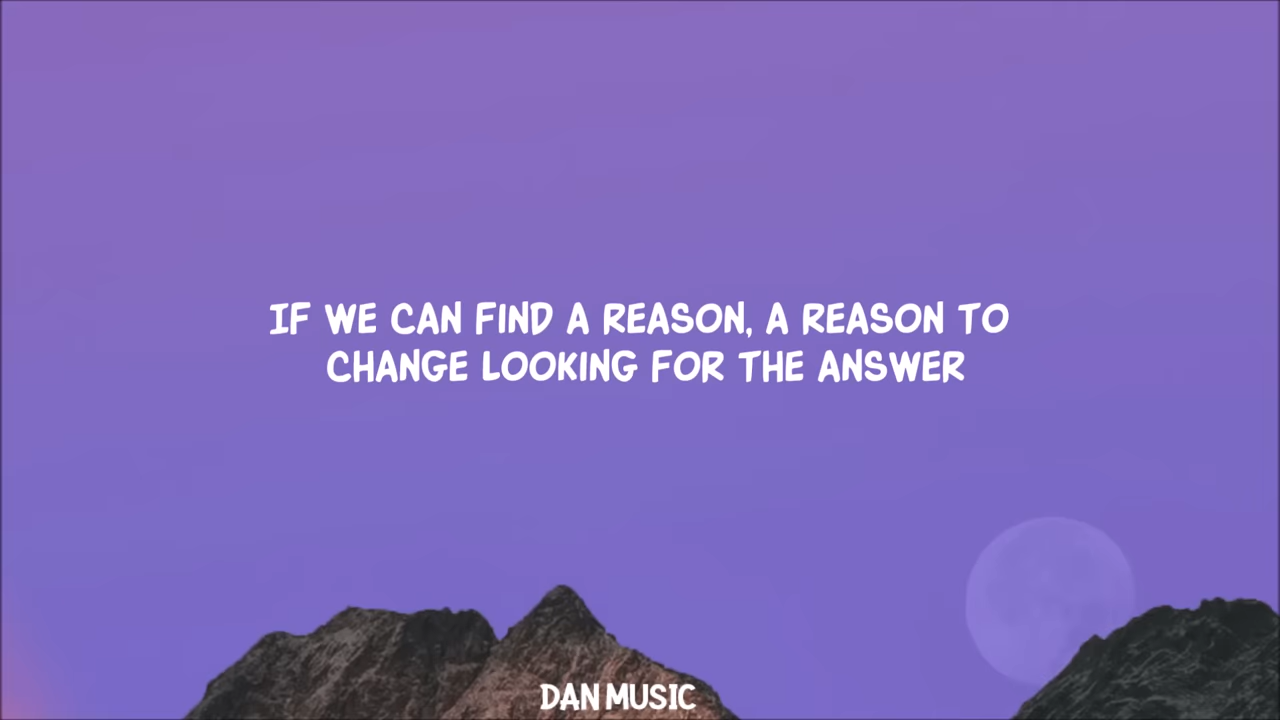 IF WE CAN FIND A REASON, A REASON TO
CHANGE LOOKING FOR THE ANSWER
DAN MUSIC